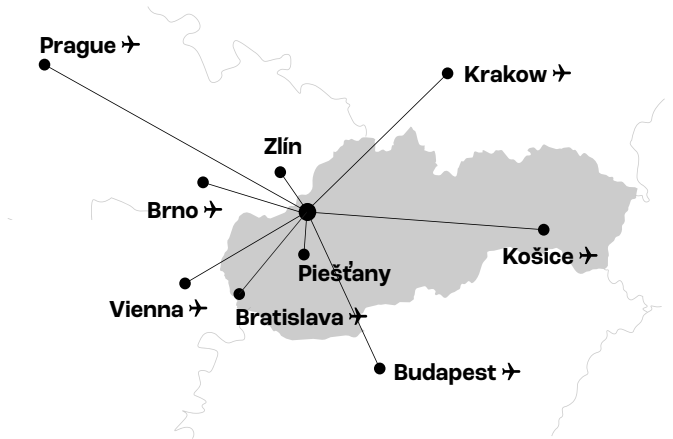 Prague ✈
Krakow ✈
Zlín
Brno ✈
Košice ✈
Piešťany
Vienna ✈
Bratislava ✈
Budapest ✈